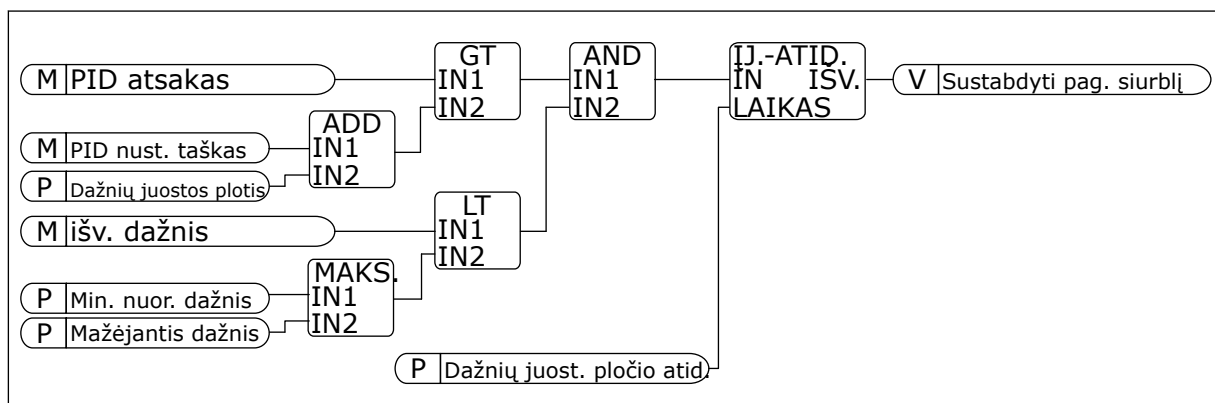 GT
AND
IJ.-ATID.
M PID atsakas
IN1
IN2
IN1
IN2
IN IŠV.
LAIKAS
V Sustabdyti pag. siurblį
ADD
M PID nust. taškas
IN1
IN2
P Dažnių juostos plotis
LT
M išv. dažnis
IN1
IN2
MAKS.
P Min. nuor. dažnis
IN1
IN2
P Mažėjantis dažnis
P Dažnių juost. pločio atid.